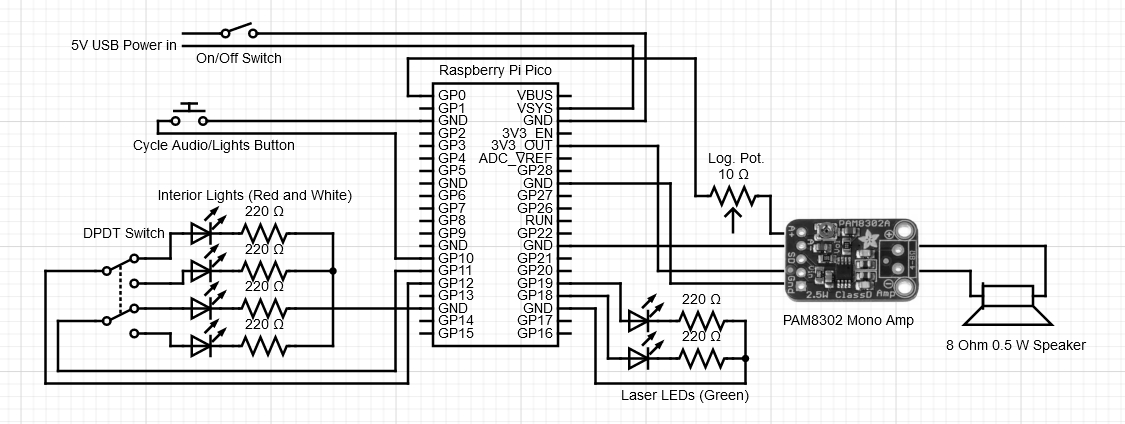 5V USB Power in
On/Off Switch
Raspberry Pi Pico
GP0 VBUS
GP1 VSYS
GND GND
GP2 3V3_EN
GP3 3V3_OUT
GP4 ADC_VREF
GP5 GP28
GND GND
GP6 GP27
GP7 GP26
GP8 RUN
GP9 GP22
GND GND
GP10 GP21
GP11 GP20
GP12 GP19
GP13 GP18
GND GND
GP14 GP17
GP15 GP16
Cycle Audio/Lights Button
Interior Lights (Red and White)
DPDT Switch
220 Ω
220 Ω
220 Ω
220 Ω
Log. Pot.
10 Ω
PAM8302A
A+
SD
Gnd
2.5W ClassD Amp
PAM8302 Mono Amp
8 Ohm 0.5 W Speaker
220 Ω
220 Ω
Laser LEDs (Green)